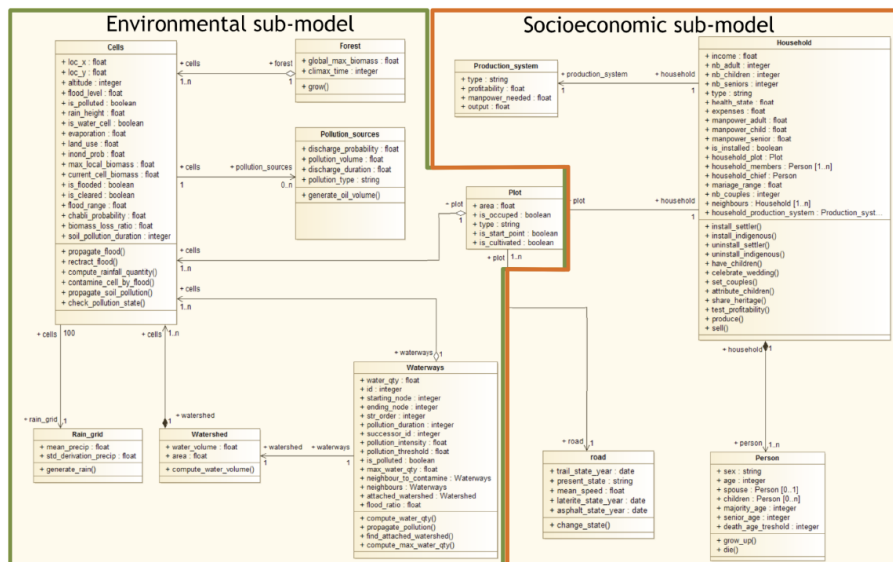 Environmental sub-model
Socioeconomic sub-model
Cells
+ loc_x : float
+ loc_y : float
+ altitude : integer
+ flood_level : float
+ is_polluted : boolean
+ rain_height : float
+ is_water_cell : boolean
+ evaporation : float
+ land_use : float
+ inond_prob : float
+ max_local_biomass : float
+ current_cell_biomass : float
+ is_flooded : boolean
+ is_cleared : boolean
+ flood_range : float
+ chabli_probability : float
+ biomass_loss_ratio : float
+ soil_pollution_duration : integer
+ propagate_flood()
+ rectract_flood()
+ compute_rainfall_quantity()
+ contamine_cell_by_flood()
+ propagate_soil_pollution()
+ check_pollution_state()
+ cells
1..n
+ forest
1
Forest
+ global_max_biomass : float
+ climax_time : integer
+ grow()
+ cells
1
+ pollution_sources
0..n
Pollution_sources
+ discharge_probability : float
+ pollution_volume : float
+ discharge_duration : float
+ pollution_type : string
+ generate_oil_volume()
+ cells
1..n
+ plot
1
Plot
+ area : float
+ is_occuped : boolean
+ type : string
+ is_start_point : boolean
+ is_cultivated : boolean
+ plot
1..n
+ plot
1
+ household
1
Production_system
+ type : string
+ profitability : float
+ manpower_needed : float
+ output : float
+ production_system
1
+ household
1
Household
+ income : float
+ nb_adult : integer
+ nb_children : integer
+ nb_seniors : integer
+ type : string
+ health_state : float
+ expenses : float
+ manpower_adult : float
+ manpower_child : float
+ manpower_senior : float
+ is_installed : boolean
+ household_plot : Plot
+ household_members : Person [1..n]
+ household_chief : Person
+ mariage_range : float
+ nb_couples : integer
+ neighbours : Household [1..n]
+ household_production_system : Production_syst...
+ install_settler()
+ install_indigenous()
+ uninstall_settler()
+ uninstall_indigenous()
+ have_children()
+ celebrate_wedding()
+ set_couples()
+ attribute_children()
+ share_heritage()
+ test_profitability()
+ produce()
+ sell()
+ household
1
+ person
1..n
Person
+ sex : string
+ age : integer
+ spouse : Person [0..1]
+ children : Person [0..n]
+ majority_age : integer
+ senior_age : integer
+ death_age_treshold : integer
+ grow_up()
+ die()
+ road
1
road
+ trail_state_year : date
+ present_state : string
+ mean_speed : float
+ laterite_state_year : date
+ asphalt_state_year : date
+ change_state()
+ cells
1..n
+ waterways
1
Waterways
+ water_qty : float
+ id : integer
+ starting_node : integer
+ ending_node : integer
+ str_order : integer
+ pollution_duration : integer
+ successor_id : integer
+ pollution_intensity : float
+ pollution_threshold : float
+ is_polluted : boolean
+ max_water_qty : float
+ neighbour_to_contamine : Waterways
+ neighbours : Waterways
+ attached_watershed : Watershed
+ flood_ratio : float
+ compute_water_qty()
+ propagate_pollution()
+ find_attached_watershed()
+ compute_max_water_qty()
+ cells
100
+ rain_grid
1
Rain_grid
+ mean_precip : float
+ std_derivation_precip : float
+ generate_rain()
+ cells
1..n
+ watershed
1
Watershed
+ water_volume : float
+ area : float
+ compute_water_volume()
+ watershed
1
+ waterways
1